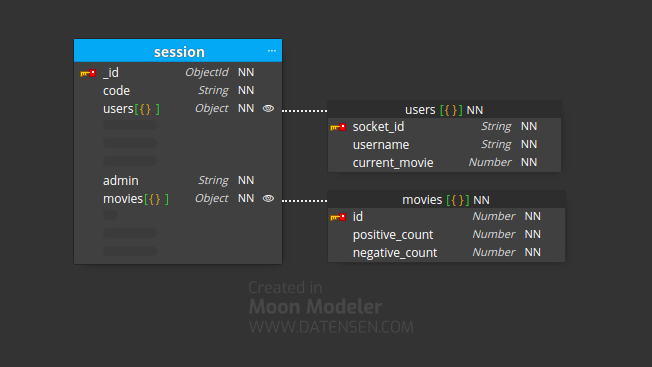 session ...
_id ObjectId NN
code String NN
users[{}] Object NN
users [{}] NN
socket_id String NN
username String NN
current_movie Number NN
admin String NN
movies[{}] Object NN
movies [{}] NN
id Number NN
positive_count Number NN
negative_count Number NN
Created in
Moon Modeler
WWW.DATENSEN.COM